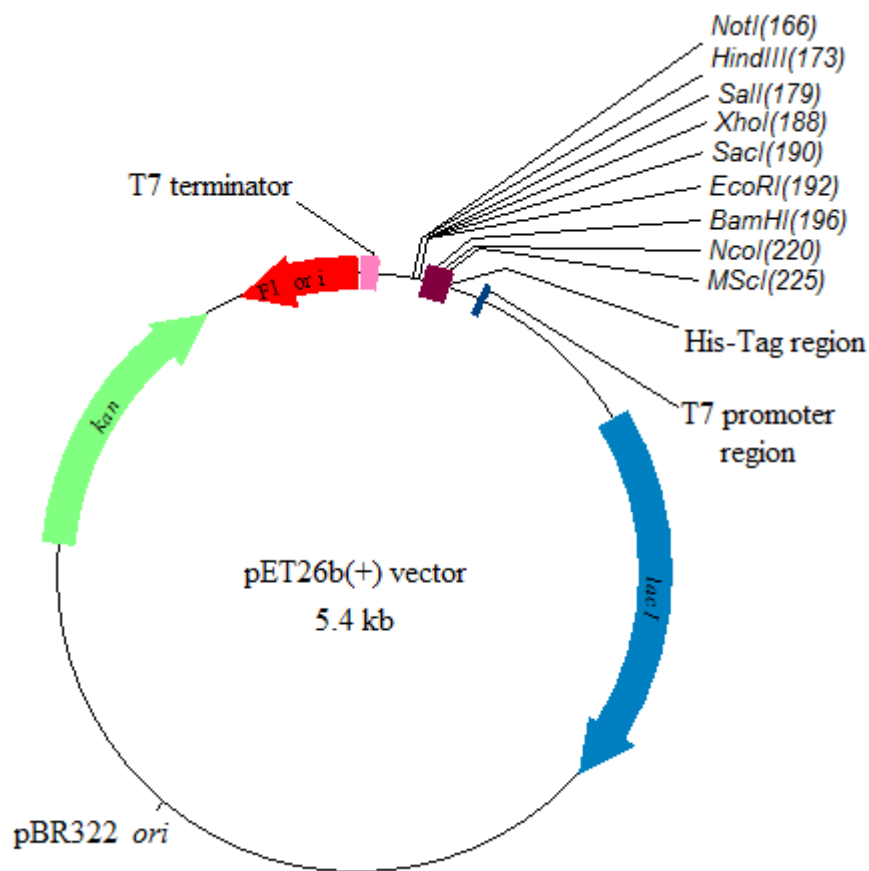 NotI(166)
HindIII(173)
SalI(179)
XhoI(188)
SacI(190)
EcoRI(192)
BamHI(196)
NcoI(220)
MScI(225)
T7 terminator
His-Tag region
T7 promoter
region
F1 ori
kan
lac I
pET26b(+) vector
5.4 kb
pBR322 ori